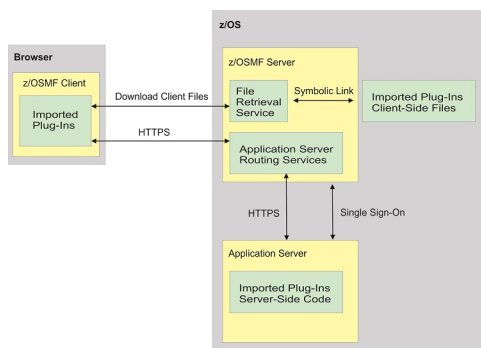 z/OS
Browser
z/OSMF Client
Imported
Plug-Ins
Download Client Files
HTTPS
z/OSMF Server
File
Retrieval
Service
Symbolic Link
Imported Plug-Ins
Client-Side Files
Application Server
Routing Services
HTTPS
Single Sign-On
Application Server
Imported Plug-Ins
Server-Side Code